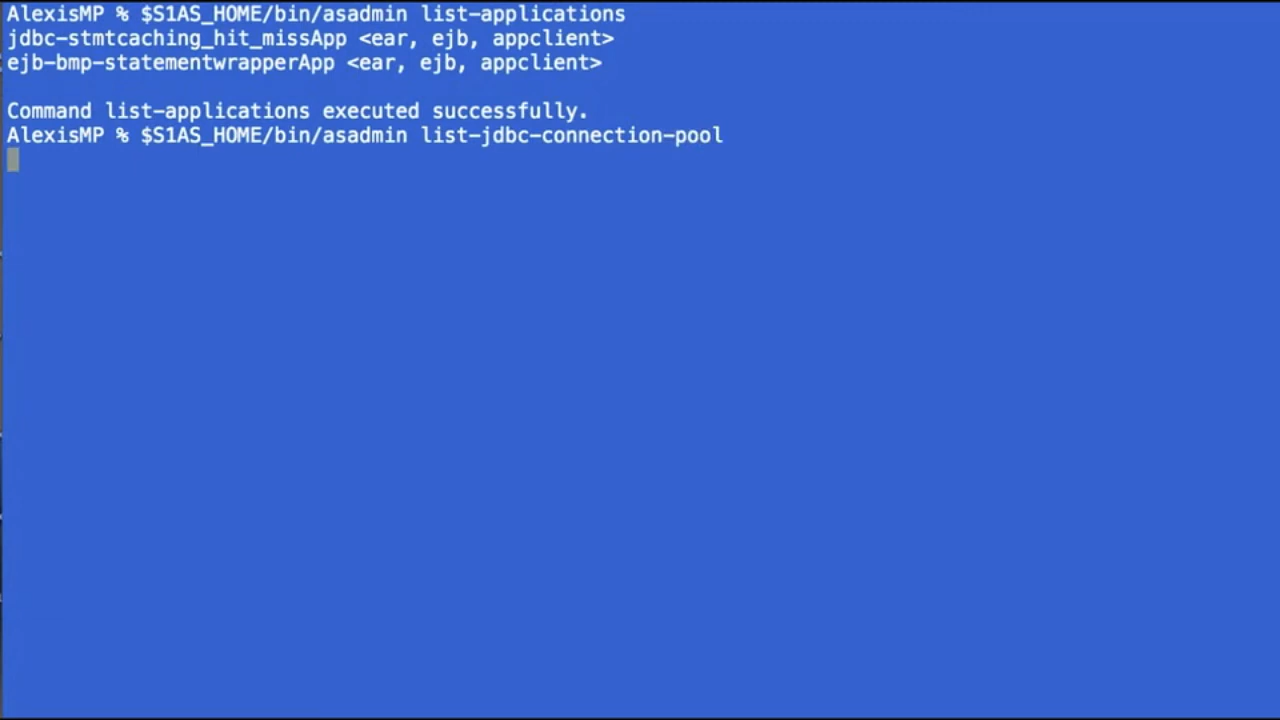 AlexisMP % $S1AS_HOME/bin/asadmin list-applications
jdbc-stmtcaching_hit_missApp <ear, ejb, appclient>
ejb-bmp-statementwrapperApp <ear, ejb, appclient>
Command list-applications executed successfully.
AlexisMP % $S1AS_HOME/bin/asadmin list-jdbc-connection-pool